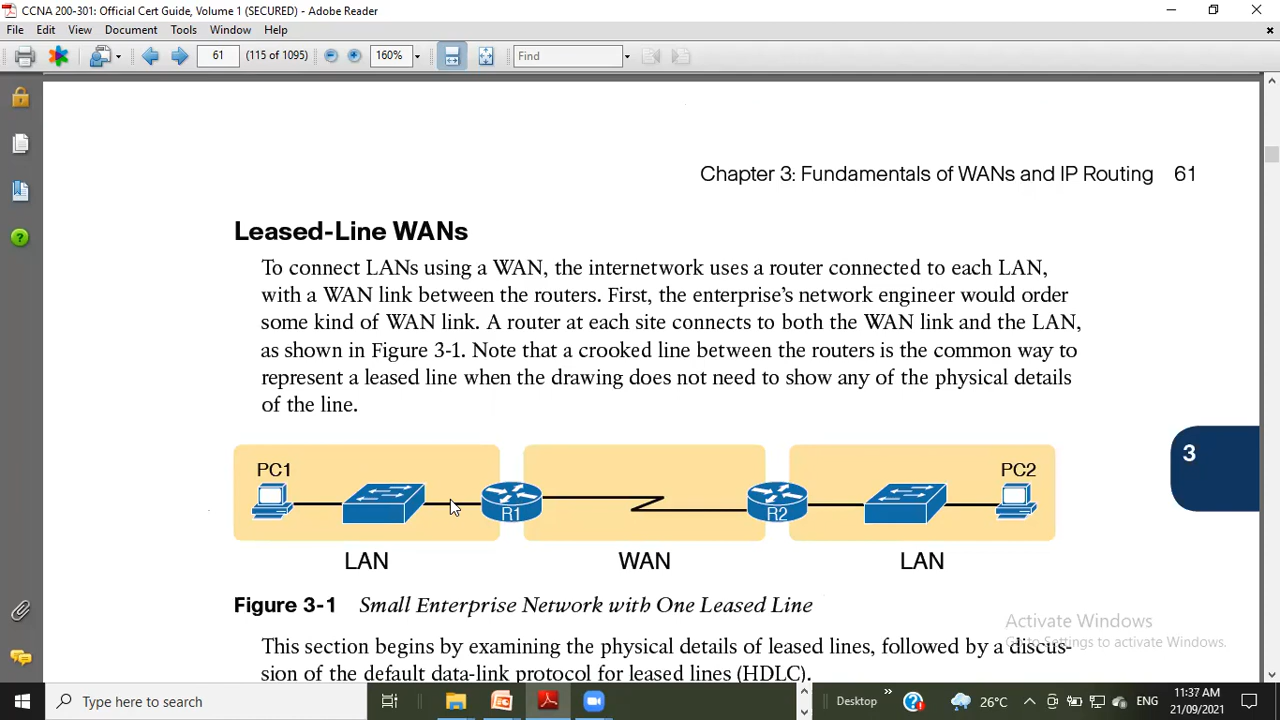 CCNA 200-301: Official Cert Guide, Volume 1 (SECURED) - Adobe Reader
File Edit View Document Tools Window Help
61 (115 of 1095) 160% Find
Chapter 3: Fundamentals of WANs and IP Routing 61
Leased-Line WANs
To connect LANs using a WAN, the internetwork uses a router connected to each LAN,
with a WAN link between the routers. First, the enterprise's network engineer would order
some kind of WAN link. A router at each site connects to both the WAN link and the LAN,
as shown in Figure 3-1. Note that a crooked line between the routers is the common way to
represent a leased line when the drawing does not need to show any of the physical details
of the line.
3
PC1 PC2
R1 R2
LAN WAN LAN
Figure 3-1 Small Enterprise Network with One Leased Line
Activate Windows
Go to Settings to activate Windows.
This section begins by examining the physical details of leased lines, followed by a discus-
sion of the default data-link protocol for leased lines (HDLC).
Type here to search Desktop 26°C ENG 11:37 AM
21/09/2021